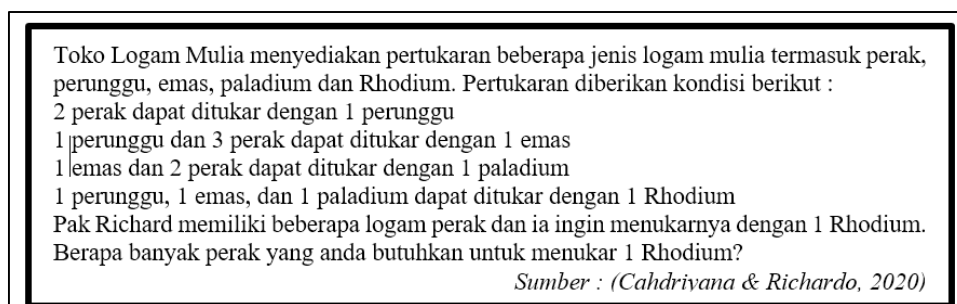 Toko Logam Mulia menyediakan pertukaran beberapa jenis logam mulia termasuk perak,
perunggu, emas, paladium dan Rhodium. Pertukaran diberikan kondisi berikut :
2 perak dapat ditukar dengan 1 perunggu
1 perunggu dan 3 perak dapat ditukar dengan 1 emas
1 emas dan 2 perak dapat ditukar dengan 1 paladium
1 perunggu, 1 emas, dan 1 paladium dapat ditukar dengan 1 Rhodium
Pak Richard memiliki beberapa logam perak dan ia ingin menukarnya dengan 1 Rhodium.
Berapa banyak perak yang anda butuhkan untuk menukar 1 Rhodium?
Sumber : (Cahdriyana & Richardo, 2020)